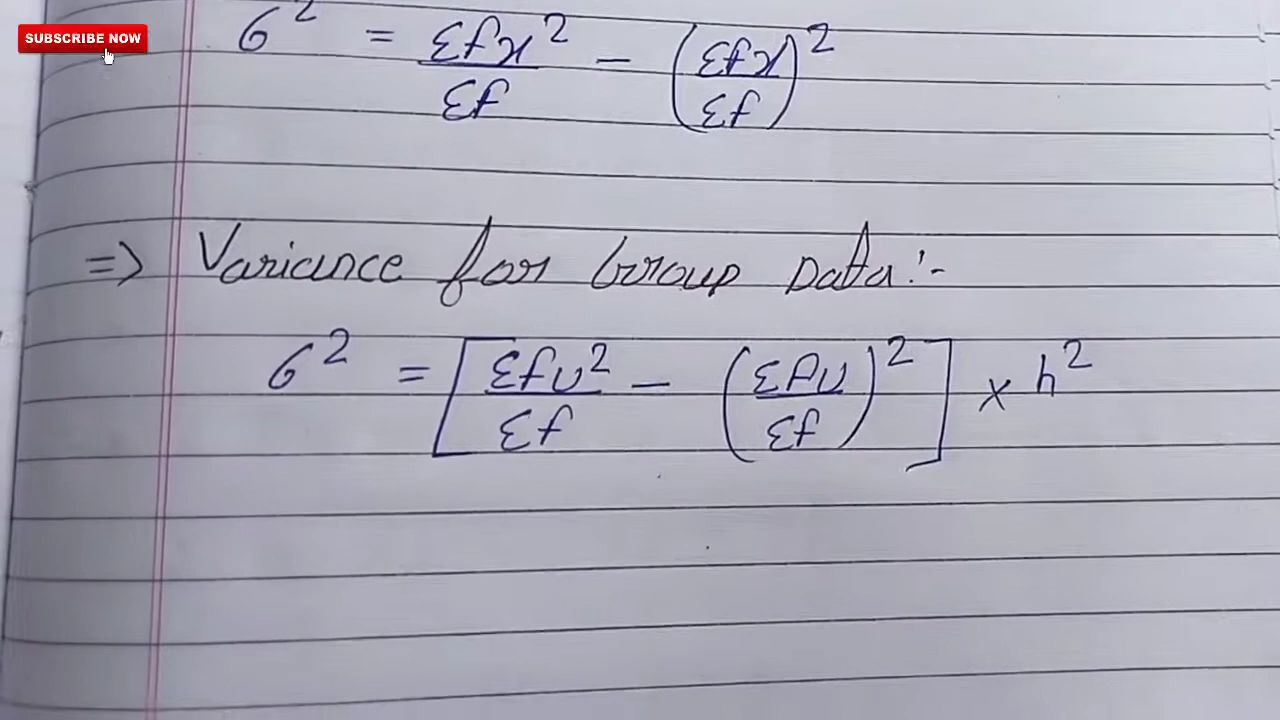 SUBSCRIBE NOW
σ² = Σfx²/Σf - (Σfx/Σf)²
=> Variance for Group Data:-
σ² = [Σfu²/Σf - (Σfu/Σf)²] × h²